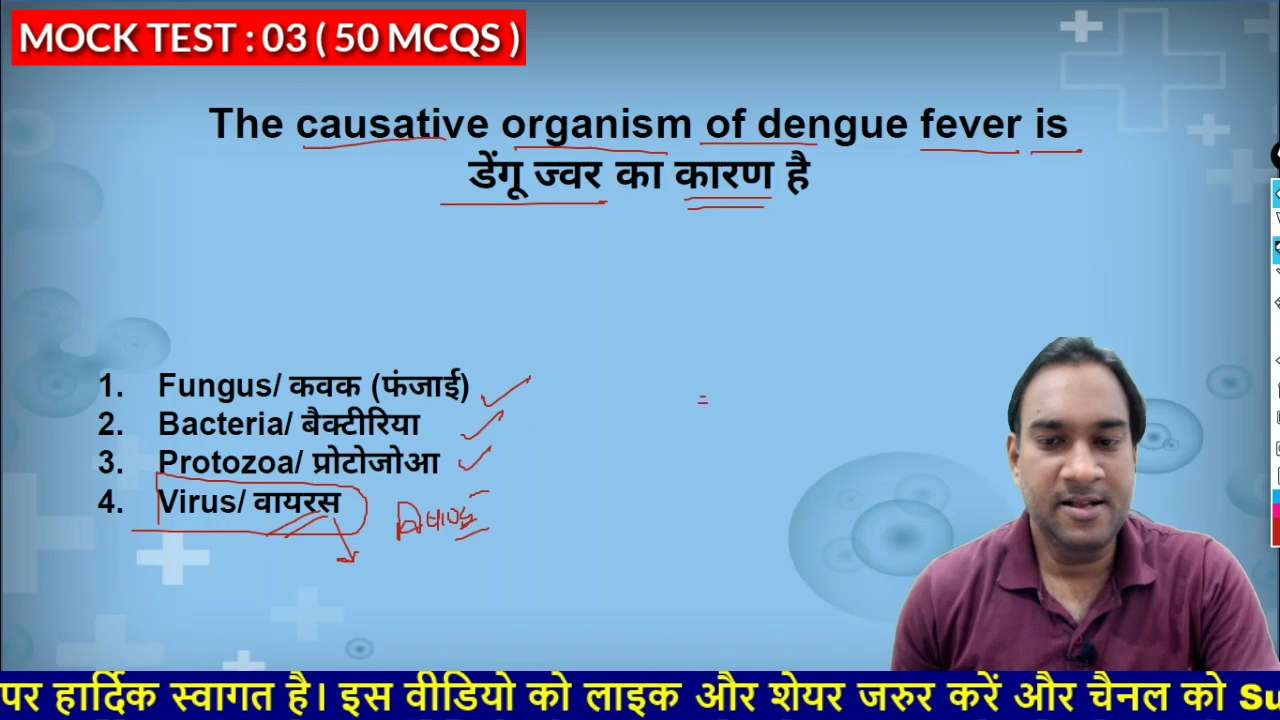 MOCK TEST : 03 ( 50 MCQS )
The causative organism of dengue fever is
डेंगू ज्वर का कारण है
1. Fungus/ कवक (फंजाई)
2. Bacteria/ बैक्टीरिया
3. Protozoa/ प्रोटोजोआ
4. Virus/ वायरस
पर हार्दिक स्वागत है। इस वीडियो को लाइक और शेयर जरुर करें और चैनल को Su